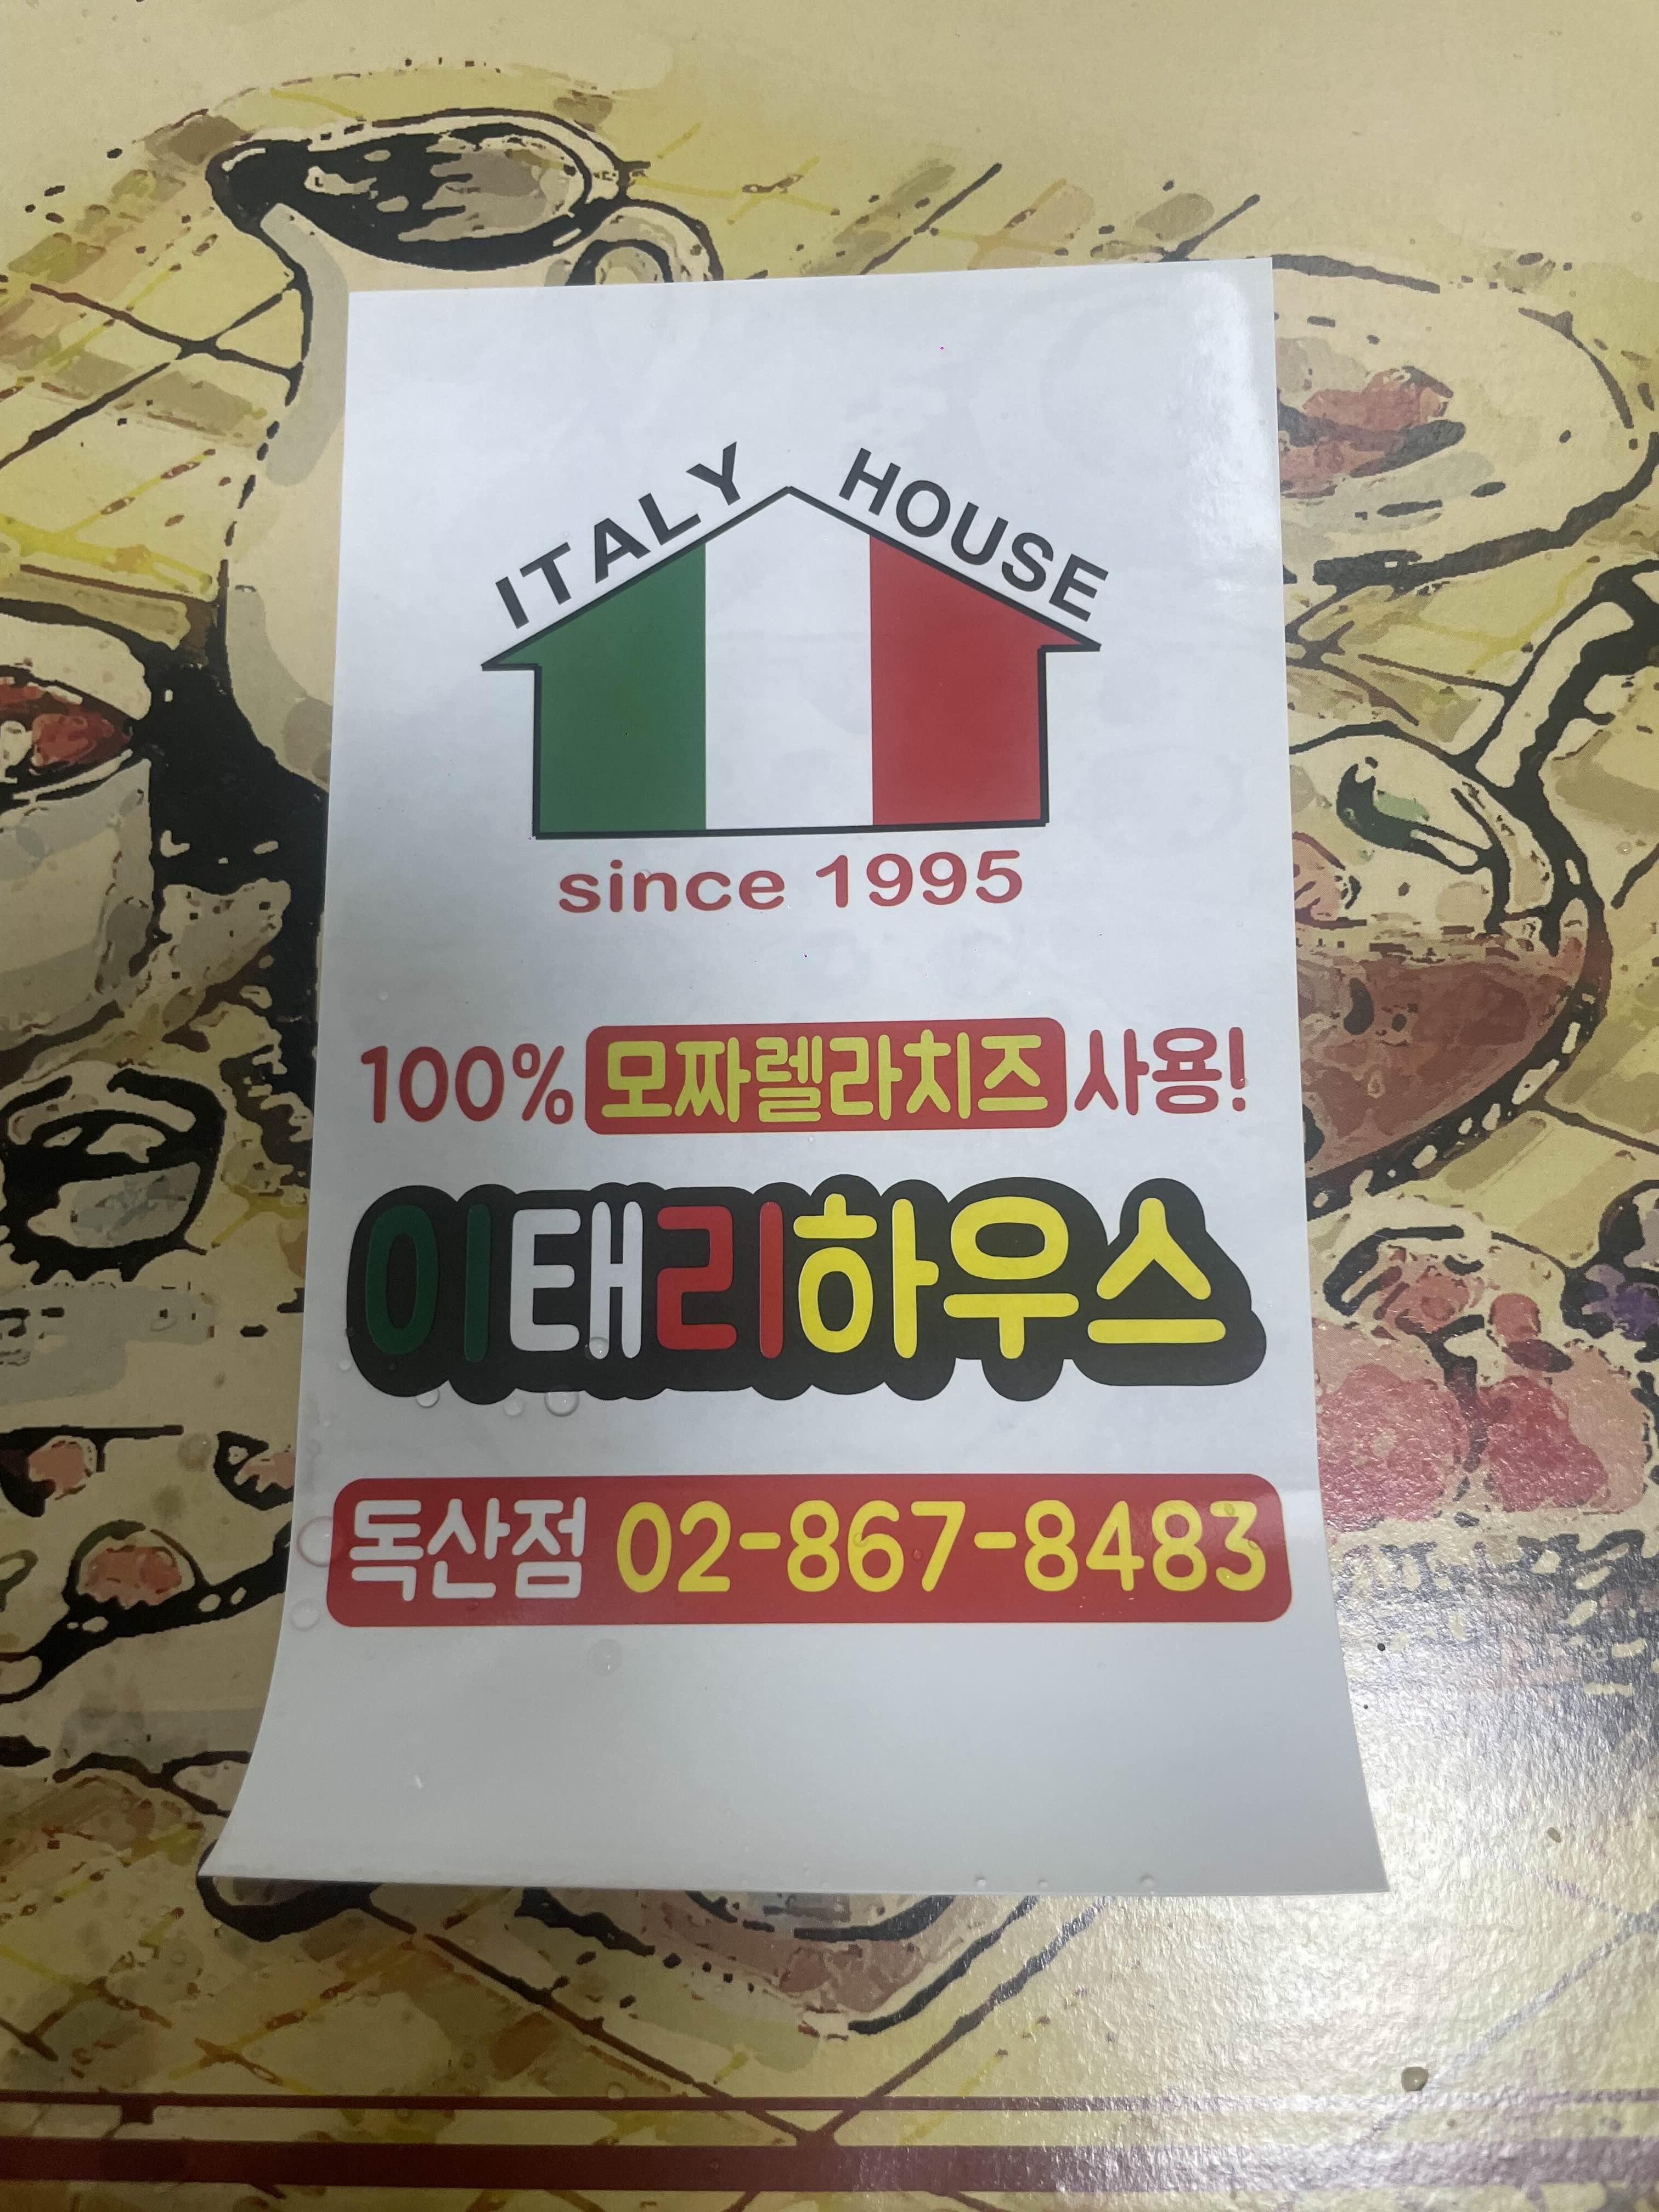 ITALY HOUSE
since 1995
100% 모짜렐라치즈 사용!
이태리하우스
독산점 02-867-8483